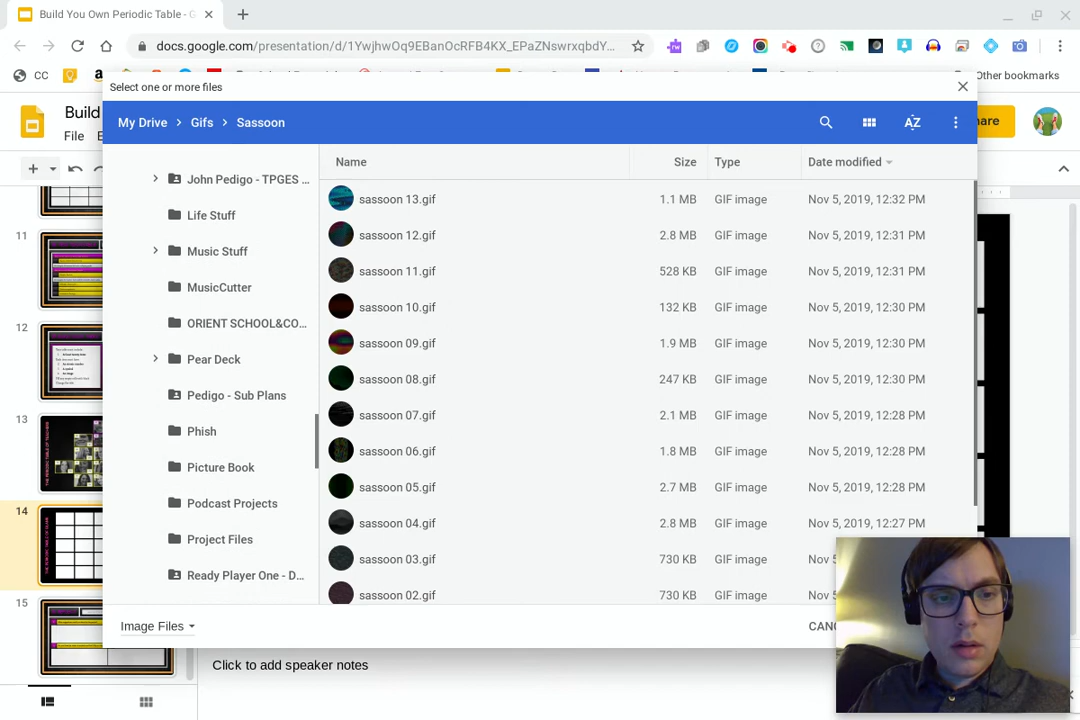 Build You Own Periodic Table - G
docs.google.com/presentation/d/1YwjhwOq9EBanOcRFB4KX_EPaZNswrxqbdY...
CC
Other bookmarks
Select one or more files
Build
File
My Drive > Gifs > Sassoon
AZ
Name Size Type Date modified
John Pedigo - TPGES ...
Life Stuff
Music Stuff
MusicCutter
ORIENT SCHOOL&CO...
Pear Deck
Pedigo - Sub Plans
Phish
Picture Book
Podcast Projects
Project Files
Ready Player One - D...
sassoon 13.gif 1.1 MB GIF image Nov 5, 2019, 12:32 PM
sassoon 12.gif 2.8 MB GIF image Nov 5, 2019, 12:31 PM
sassoon 11.gif 528 KB GIF image Nov 5, 2019, 12:31 PM
sassoon 10.gif 132 KB GIF image Nov 5, 2019, 12:30 PM
sassoon 09.gif 1.9 MB GIF image Nov 5, 2019, 12:30 PM
sassoon 08.gif 247 KB GIF image Nov 5, 2019, 12:30 PM
sassoon 07.gif 2.1 MB GIF image Nov 5, 2019, 12:28 PM
sassoon 06.gif 1.8 MB GIF image Nov 5, 2019, 12:28 PM
sassoon 05.gif 2.7 MB GIF image Nov 5, 2019, 12:28 PM
sassoon 04.gif 2.8 MB GIF image Nov 5, 2019, 12:27 PM
sassoon 03.gif 730 KB GIF image Nov 5
sassoon 02.gif 730 KB GIF image Nov 5
Image Files
CANC
11
12
13
14
15
Click to add speaker notes